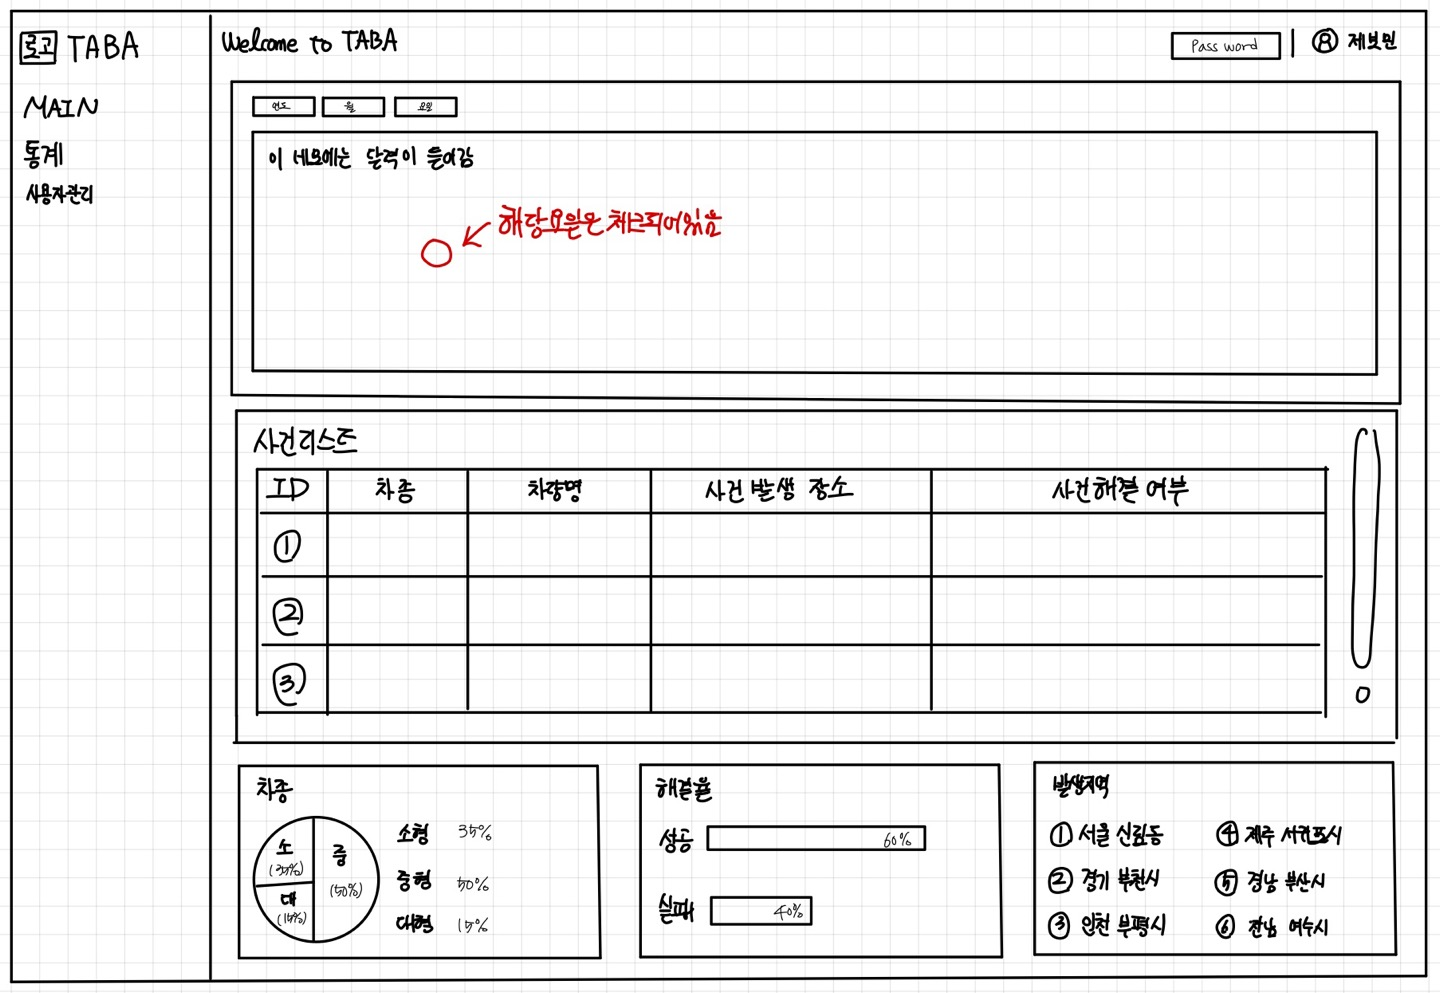 로고 TABA
MAIN
통계
사용자관리
Welcome to TABA
Pass word
제보민
연도 월 요일
이 네모에는 달력이 들어감
해당요일은 체크되어있음
사건리스트
ID 차종 차량명 사건 발생 장소 사건해결 여부
1
2
3
차종
소 (35%)
중 (50%)
대 (15%)
소형 35%
중형 50%
대형 15%
해결율
성공 60%
실패 40%
발생지역
① 서울 신림동
② 경기 부천시
③ 인천 부평시
④ 제주 서귀포시
⑤ 경남 부산시
⑥ 전남 여수시